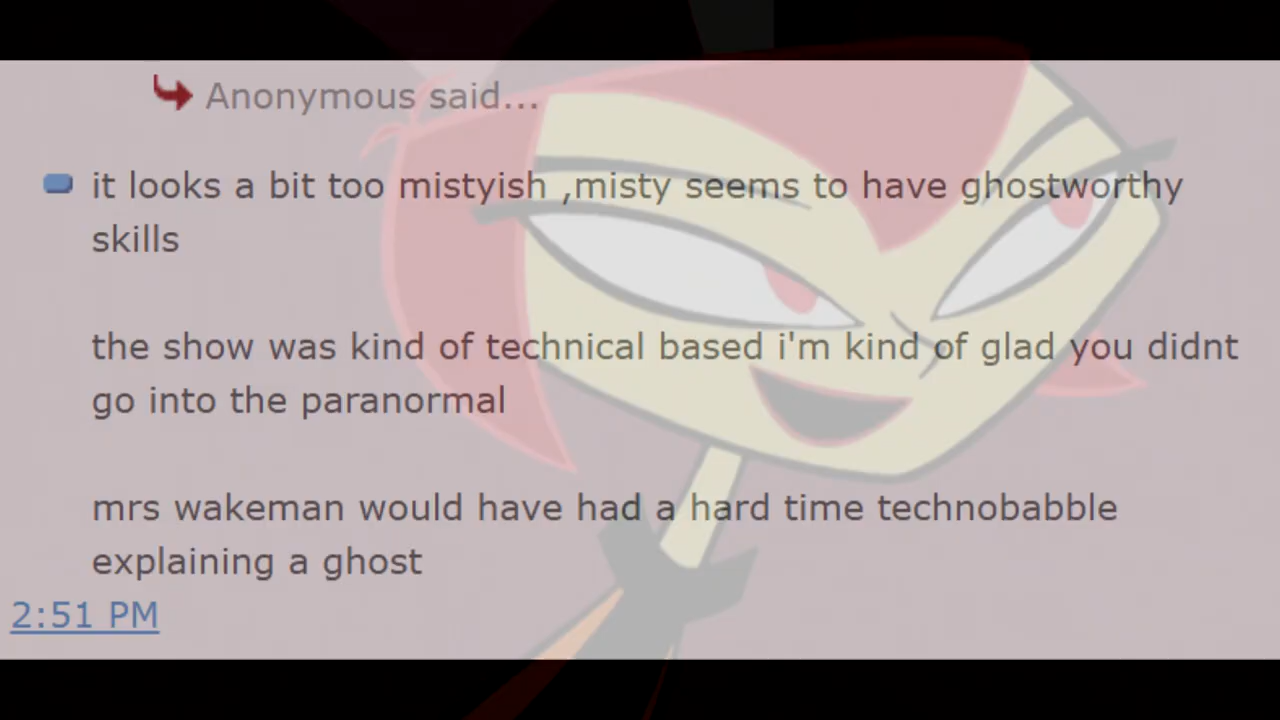 Anonymous said...
it looks a bit too mistyish ,misty seems to have ghostworthy
skills
the show was kind of technical based i'm kind of glad you didnt
go into the paranormal
mrs wakeman would have had a hard time technobabble
explaining a ghost
2:51 PM